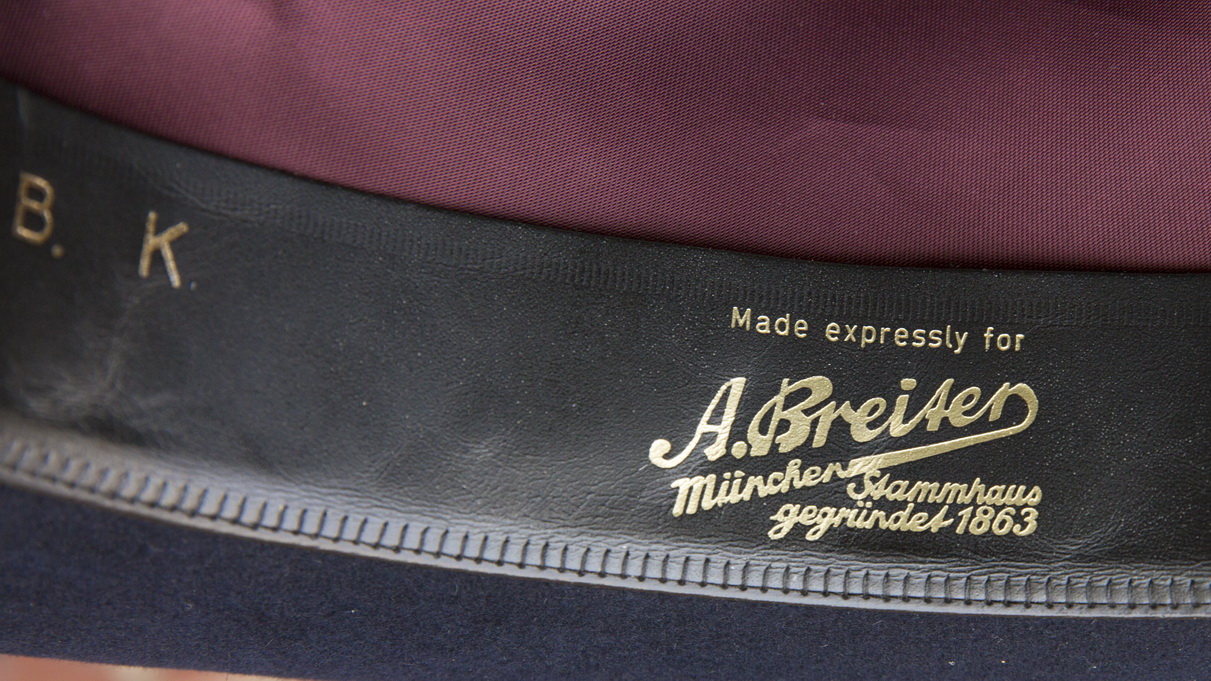 B. K
Made expressly for
A. Breiter
München Stammhaus
gegründet 1863